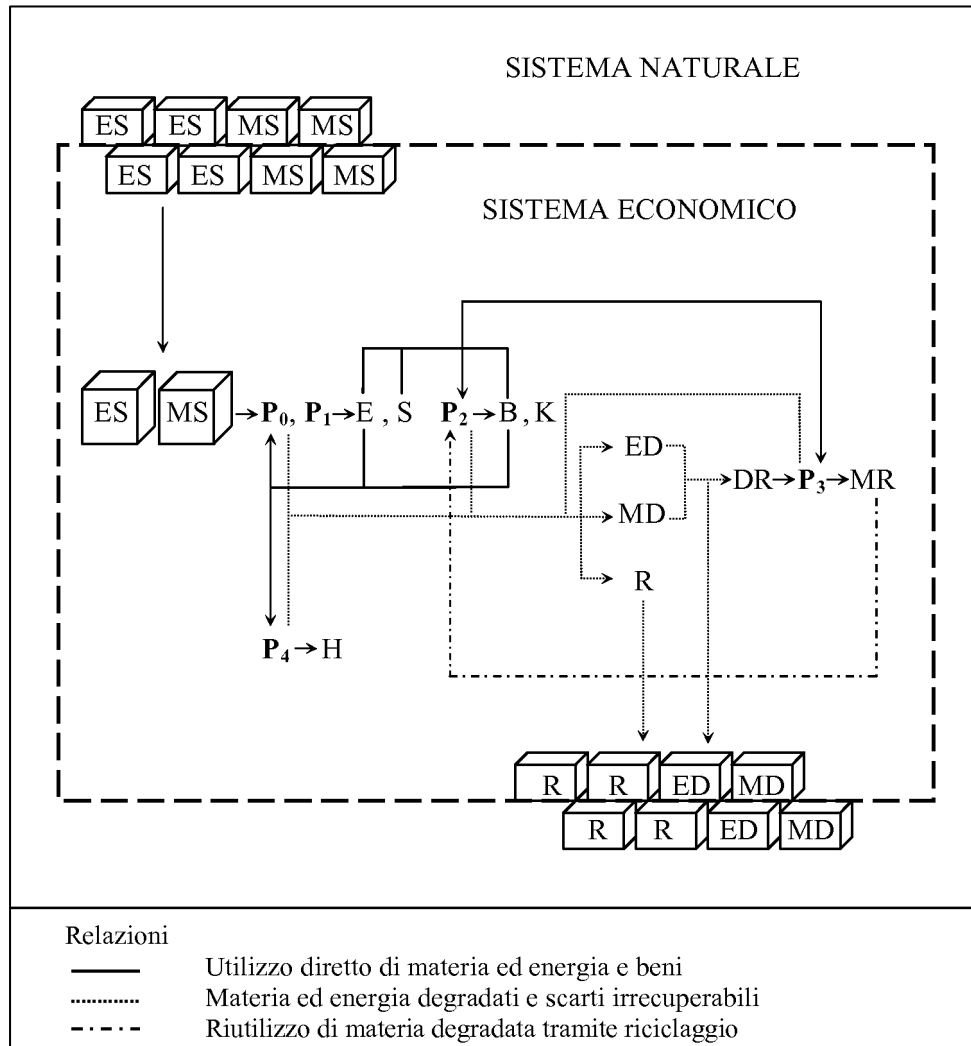 SISTEMA NATURALE
ES ES MS MS
ES ES MS MS
SISTEMA ECONOMICO
ES MS P0, P1 E , S P2 B , K
ED
DR P3 MR
MD
R
P4 H
R R ED MD
R R ED MD
Relazioni
Utilizzo diretto di materia ed energia e beni
Materia ed energia degradati e scarti irrecuperabili
Riutilizzo di materia degradata tramite riciclaggio